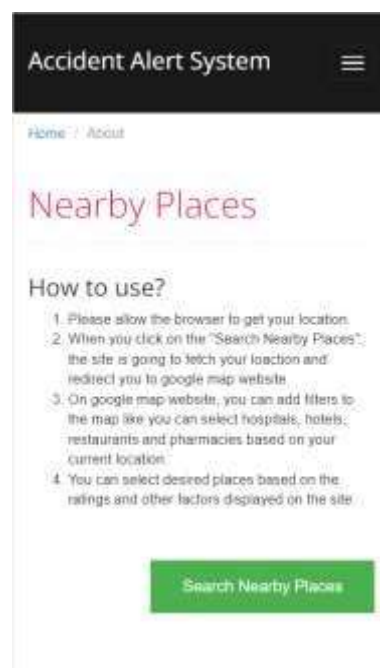 Accident Alert System
Home / About
Nearby Places
How to use?
1. Please allow the browser to get your location.
2. When you click on the "Search Nearby Places",
the site is going to fetch your loaction and
redirect you to google map website
3. On google map website, you can add filters to
the map like you can select hospitals, hotels,
restaurants and pharmacies based on your
current location
4. You can select desired places based on the
ratings and other factors displayed on the site
Search Nearby Places